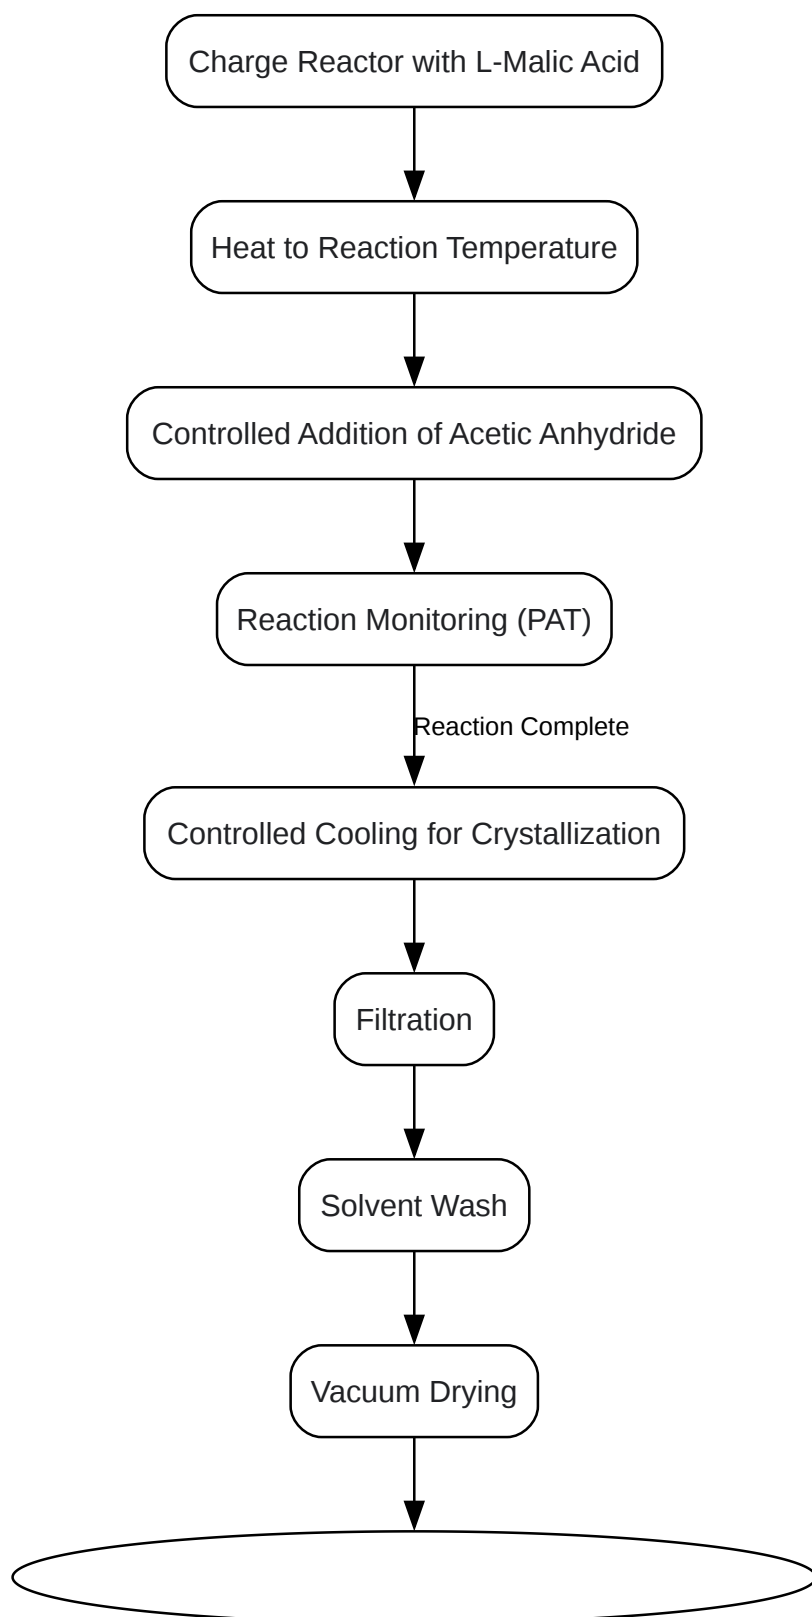 Charge Reactor with L-Malic Acid
Heat to Reaction Temperature
Controlled Addition of Acetic Anhydride
Reaction Monitoring (PAT)
Reaction Complete
Controlled Cooling for Crystallization
Filtration
Solvent Wash
Vacuum Drying